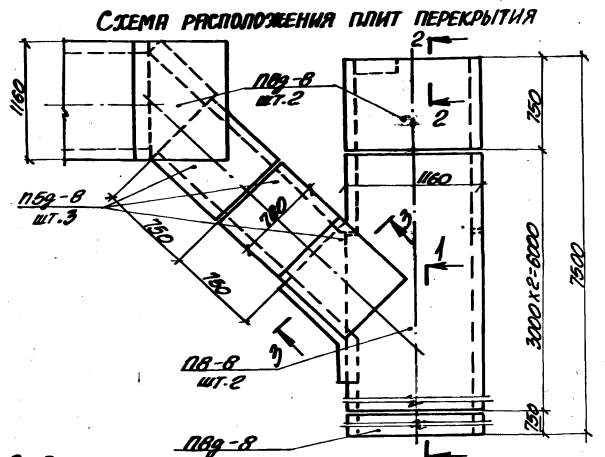 СХЕМА РАСПОЛОЖЕНИЯ ПЛИТ ПЕРЕКРЫТИЯ
2
1160
П8д-8
шт.2
2
750
1160
П5д-8
шт.3
780
3
750
780
1
3000х2=6000
7500
3
П8-8
шт.2
750
П8д-8